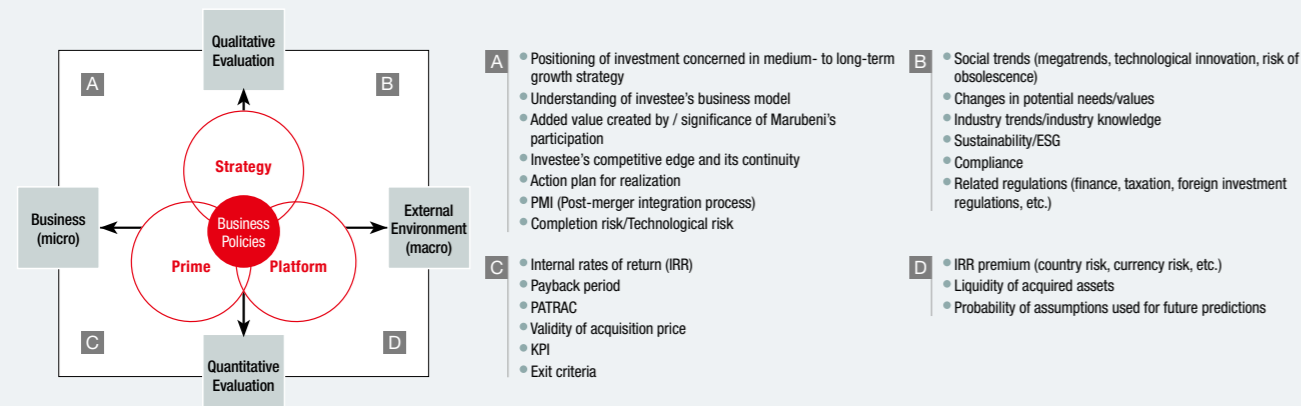 Qualitative
Evaluation
A
B
Strategy
Business
(micro)
Business
Policies
External
Environment
(macro)
Prime
Platform
C
D
Quantitative
Evaluation
A
• Positioning of investment concerned in medium- to long-term
growth strategy
• Understanding of investee's business model
• Added value created by / significance of Marubeni's
participation
• Investee's competitive edge and its continuity
• Action plan for realization
• PMI (Post-merger integration process)
• Completion risk/Technological risk
B
• Social trends (megatrends, technological innovation, risk of
obsolescence)
• Changes in potential needs/values
• Industry trends/industry knowledge
• Sustainability/ESG
• Compliance
• Related regulations (finance, taxation, foreign investment
regulations, etc.)
C
• Internal rates of return (IRR)
• Payback period
• PATRAC
• Validity of acquisition price
• KPI
• Exit criteria
D
• IRR premium (country risk, currency risk, etc.)
• Liquidity of acquired assets
• Probability of assumptions used for future predictions